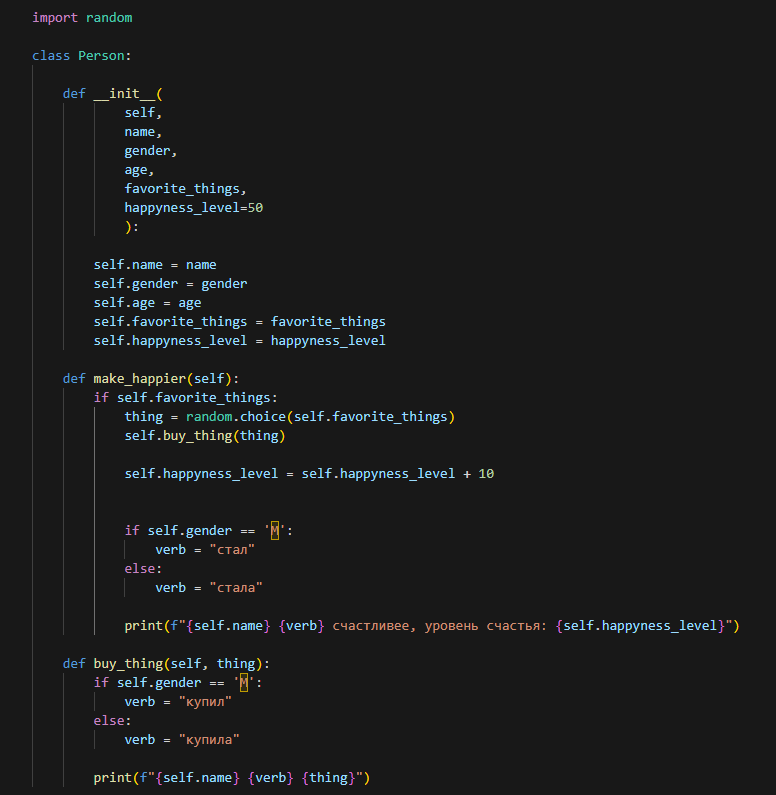 import random
class Person:
def __init__(
self,
name,
gender,
age,
favorite_things,
happyness_level=50
):
self.name = name
self.gender = gender
self.age = age
self.favorite_things = favorite_things
self.happyness_level = happyness_level
def make_happier(self):
if self.favorite_things:
thing = random.choice(self.favorite_things)
self.buy_thing(thing)
self.happyness_level = self.happyness_level + 10
if self.gender == 'М':
verb = "стал"
else:
verb = "стала"
print(f"{self.name} {verb} счастливее, уровень счастья: {self.happyness_level}")
def buy_thing(self, thing):
if self.gender == 'М':
verb = "купил"
else:
verb = "купила"
print(f"{self.name} {verb} {thing}")